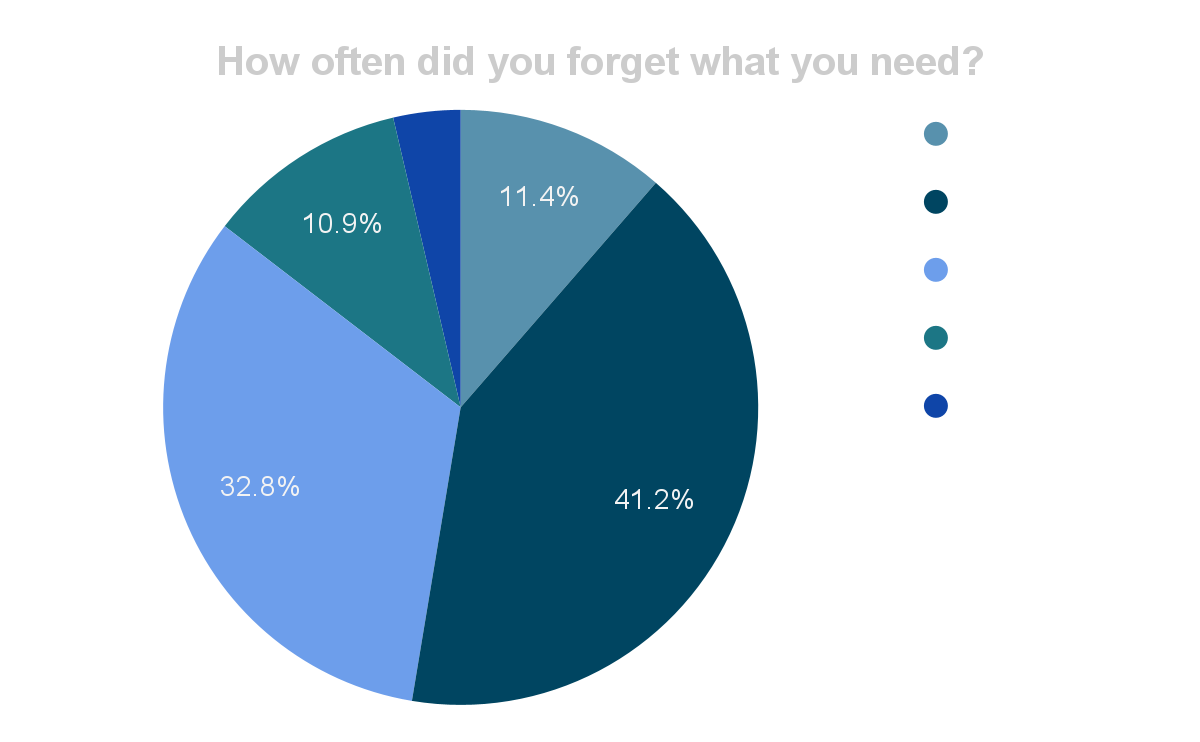 How often did you forget what you need?
11.4%
10.9%
32.8%
41.2%